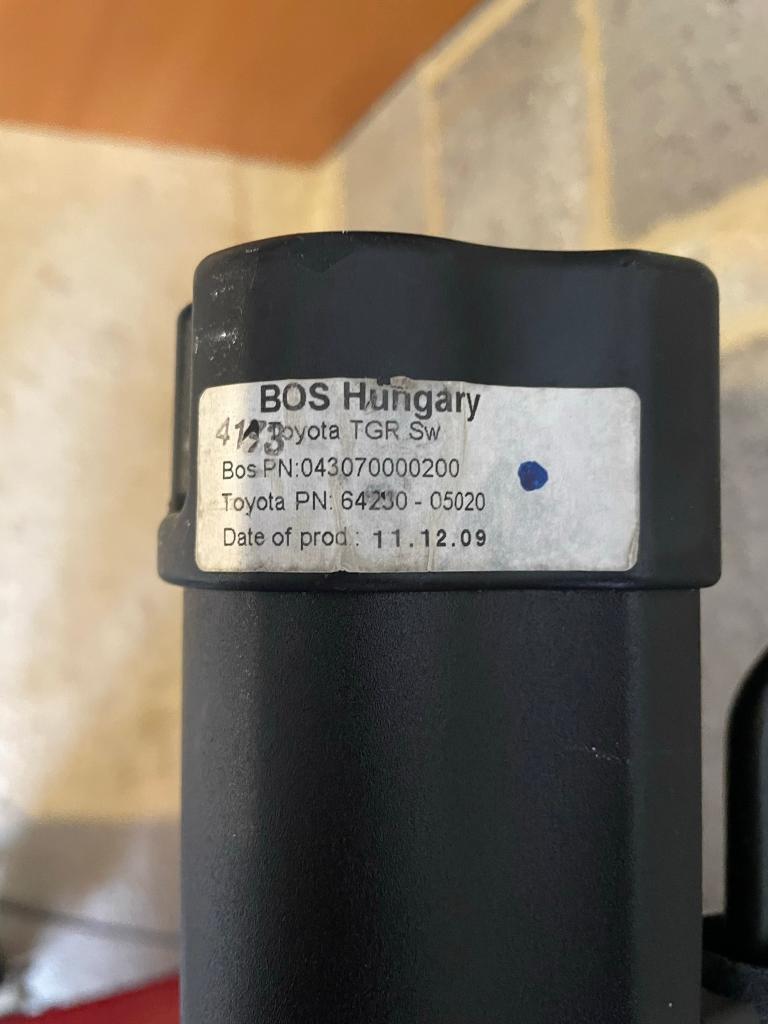 BOS Hungary
Toyota TGR Sw
Bos PN:043070000200
Toyota PN: 64230 - 05020
Date of prod.: 11.12.09